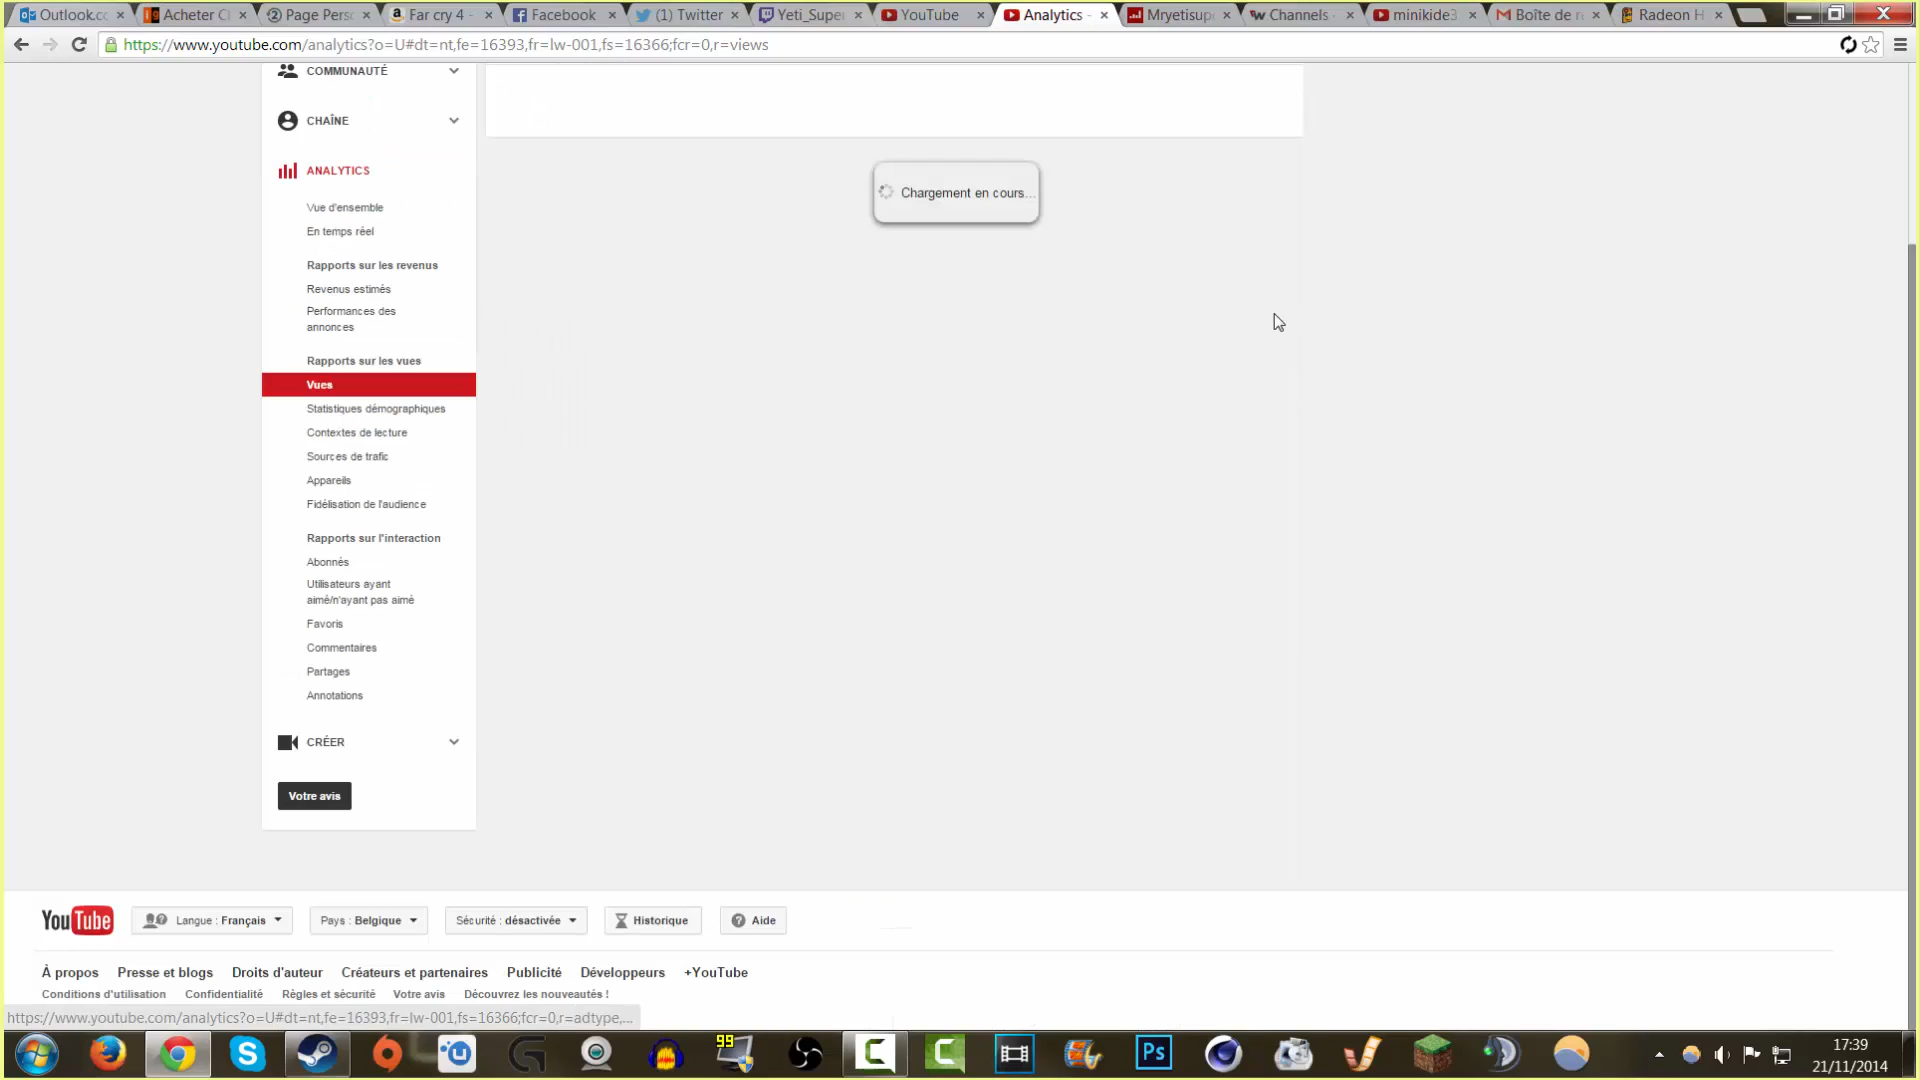 Outlook.co
Acheter Cl
Page Pers
Far cry 4 -
Facebook
(1) Twitter
Yeti_Supe
YouTube
Analytics -
Mryetisup
Channels -
minikide3
Boîte de r
Radeon H
https://www.youtube.com/analytics?o=U#dt=nt,fe=16393,fr=lw-001,fs=16366;fcr=0,r=views
COMMUNAUTÉ
CHAÎNE
ANALYTICS
Vue d'ensemble
En temps réel
Rapports sur les revenus
Revenus estimés
Performances des
annonces
Rapports sur les vues
Vues
Statistiques démographiques
Contextes de lecture
Sources de trafic
Appareils
Fidélisation de l'audience
Rapports sur l'interaction
Abonnés
Utilisateurs ayant
aimé/n'ayant pas aimé
Favoris
Commentaires
Partages
Annotations
CRÉER
Votre avis
Chargement en cours...
YouTube
Langue : Français
Pays : Belgique
Sécurité : désactivée
Historique
Aide
À propos
Presse et blogs
Droits d'auteur
Créateurs et partenaires
Publicité
Développeurs
+YouTube
Conditions d'utilisation
Confidentialité
Règles et sécurité
Votre avis
Découvrez les nouveautés !
https://www.youtube.com/analytics?o=U#dt=nt,fe=16393,fr=lw-001,fs=16366;fcr=0,r=adtype,...
99
Ps
17:39
21/11/2014